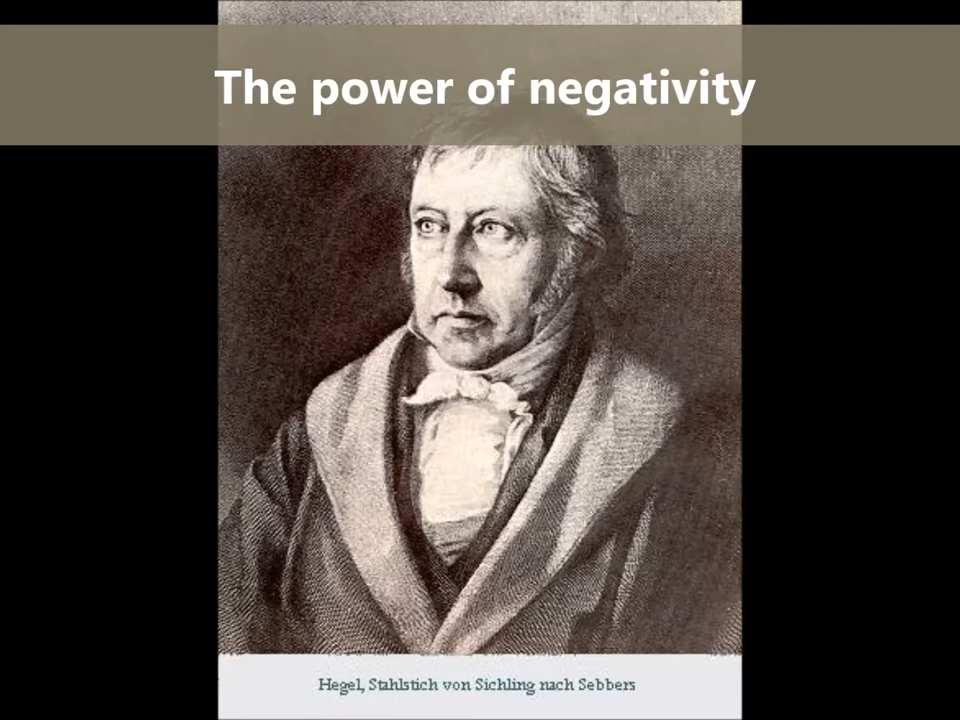 The power of negativity
Hegel, Stahlstich von Sichling nach Sebbers